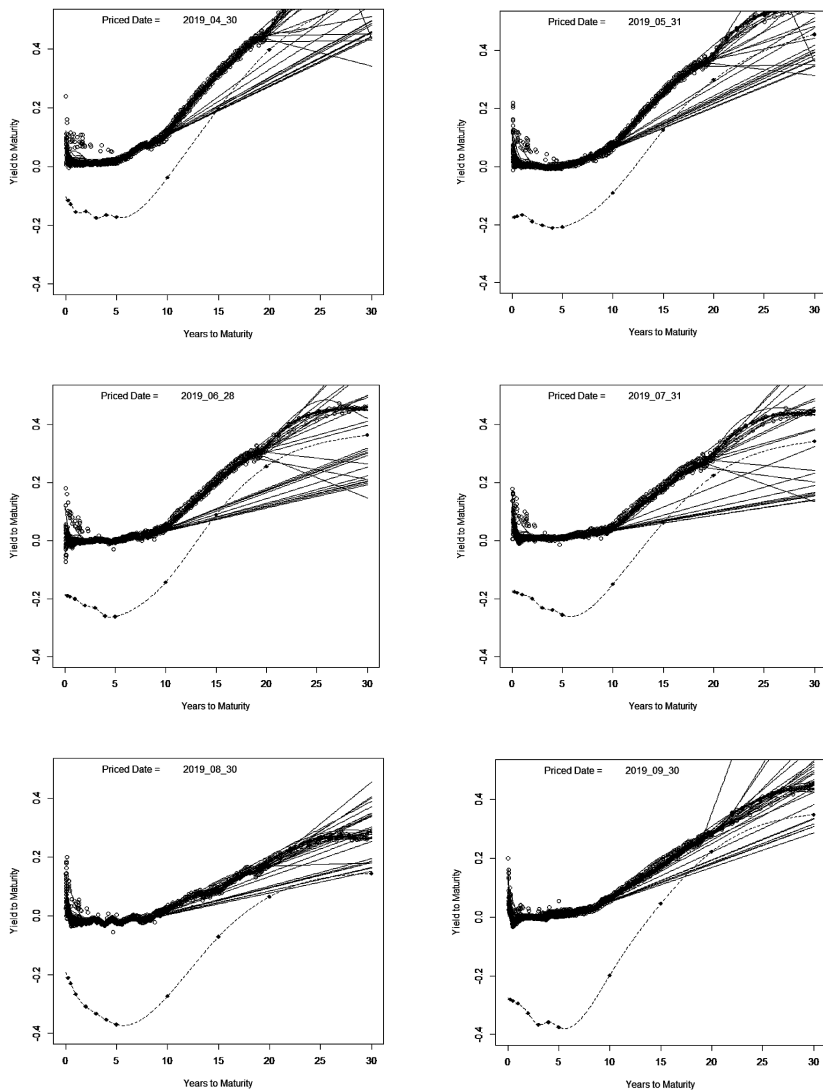 Priced Date = 2019_04_30
Yield to Maturity
0.4
0.2
0.0
-0.2
-0.4
0 5 10 15 20 25 30
Years to Maturity
Priced Date = 2019_05_31
Yield to Maturity
0.4
0.2
0.0
-0.2
-0.4
0 5 10 15 20 25 30
Years to Maturity
Priced Date = 2019_06_28
Yield to Maturity
0.4
0.2
0.0
-0.2
-0.4
0 5 10 15 20 25 30
Years to Maturity
Priced Date = 2019_07_31
Yield to Maturity
0.4
0.2
0.0
-0.2
-0.4
0 5 10 15 20 25 30
Years to Maturity
Priced Date = 2019_08_30
Yield to Maturity
0.4
0.2
0.0
-0.2
-0.4
0 5 10 15 20 25 30
Years to Maturity
Priced Date = 2019_09_30
Yield to Maturity
0.4
0.2
0.0
-0.2
-0.4
0 5 10 15 20 25 30
Years to Maturity